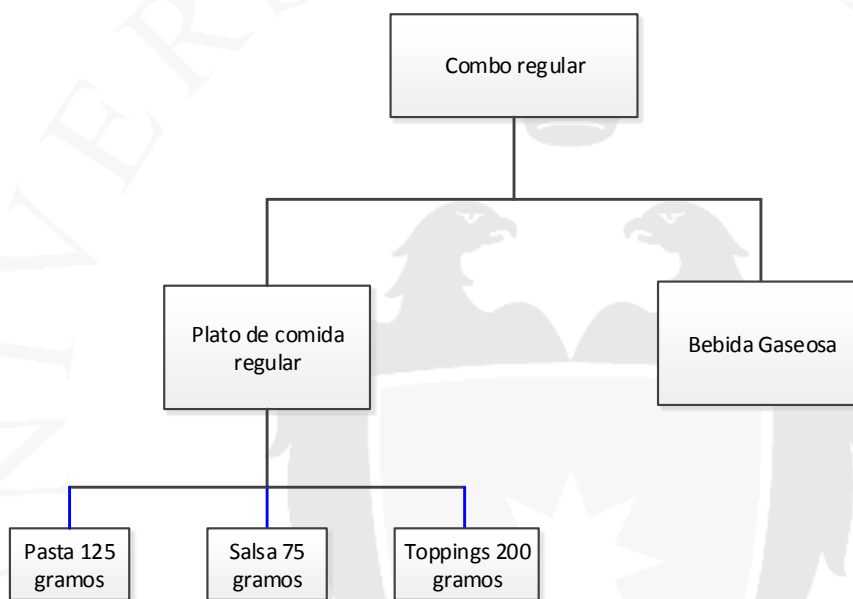 Combo regular
Plato de comida
regular
Bebida Gaseosa
Pasta 125
gramos
Salsa 75
gramos
Toppings 200
gramos